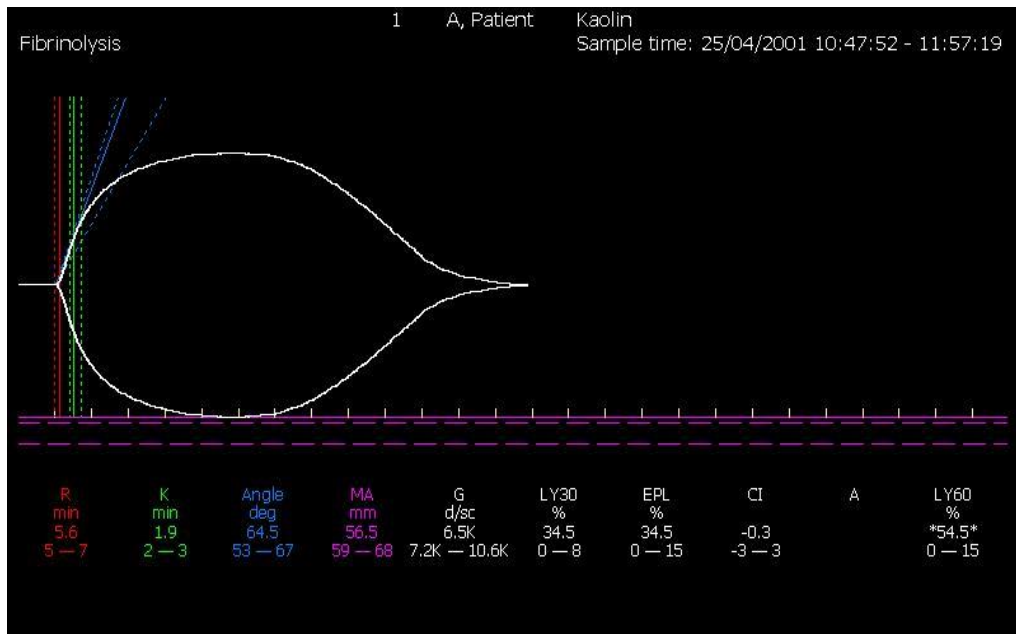 1 A, Patient Kaolin
Fibrinolysis Sample time: 25/04/2001 10:47:52 - 11:57:19
R K Angle MA G LY30 EPL CI A LY60
min min deg mm d/sc % % %
5.6 1.9 64.5 56.5 6.5K 34.5 34.5 -0.3 *54.5*
5 — 7 2 — 3 53 — 67 59 — 68 7.2K — 10.6K 0 — 8 0 — 15 -3 — 3 0 — 15